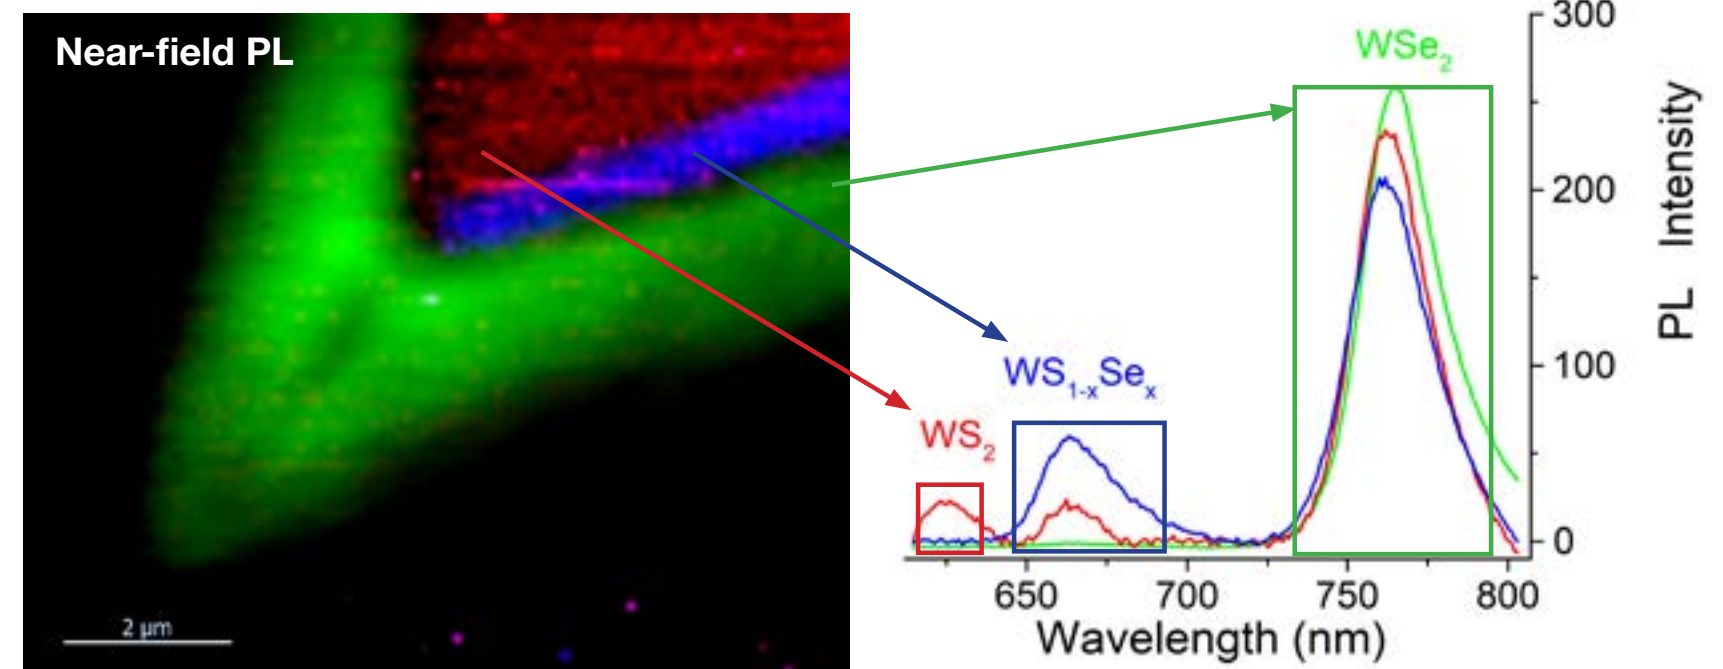 Near-field PL
2 μm
WSe₂
WS₁₋ₓSeₓ
WS₂
300
200
100
0
PL Intensity
650 700 750 800
Wavelength (nm)